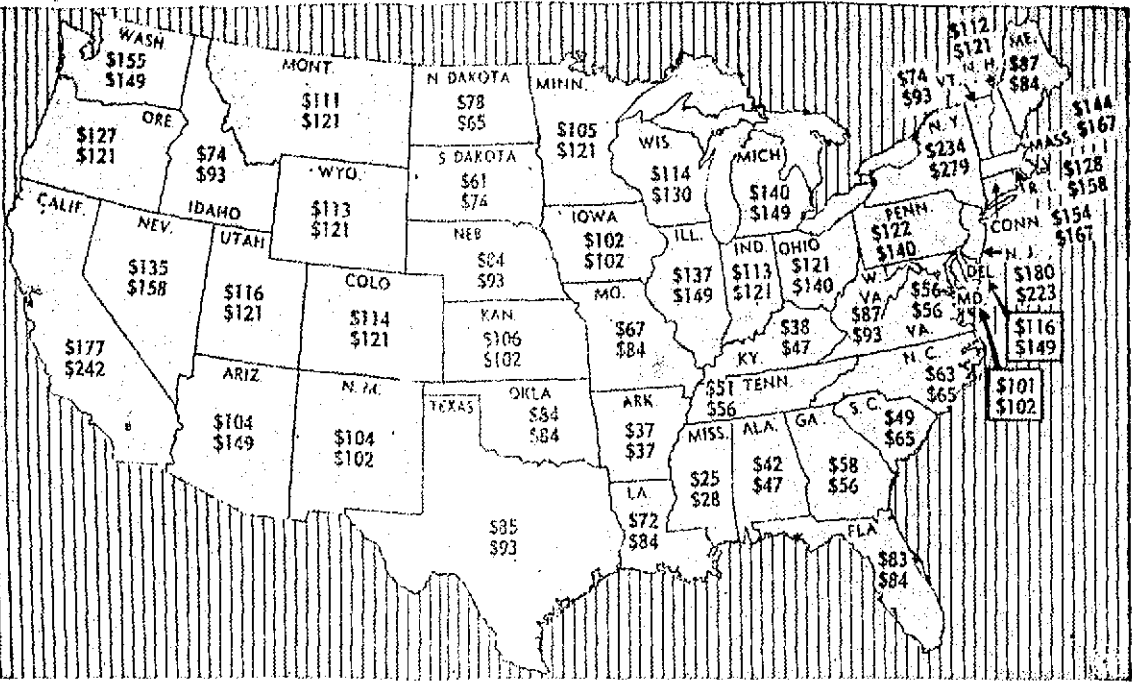 WASH
$155
$149
ORE
$127
$121
CALIF.
$177
$242
NEV.
$135
$158
$74
$93
IDAHO
MONT.
$111
$121
WYO.
$113
$121
UTAH
$116
$121
COLO
$114
$121
ARIZ
$104
$149
N. M.
$104
$102
N DAKOTA
$78
$65
S DAKOTA
$61
$74
NEB
$84
$93
KAN.
$106
$102
OKLA
$84
$84
TEXAS
$85
$93
MINN.
$105
$121
IOWA
$102
$102
MO.
$67
$84
ARK.
$37
$37
LA.
$72
$84
WIS.
$114
$130
ILL.
$137
$149
MICH
$140
$149
IND.
$113
$121
OHIO
$121
$140
$38
$47
KY.
TENN.
$51
$56
MISS.
$25
$28
ALA.
$42
$47
GA.
$58
$56
FLA
$83
$84
S. C.
$49
$65
N. C.
$63
$65
$56
$56
VA.
W.
VA
$87
$93
PENN.
$122
$140
N. Y
$234
$279
$74
$93
VT.
$112
$121
N. H.
ME.
$87
$84
$144
$167
MASS
R. I.
$128
$158
CONN.
$154
$167
N. J.
$180
$223
DEL
$116
$149
MD.
$101
$102